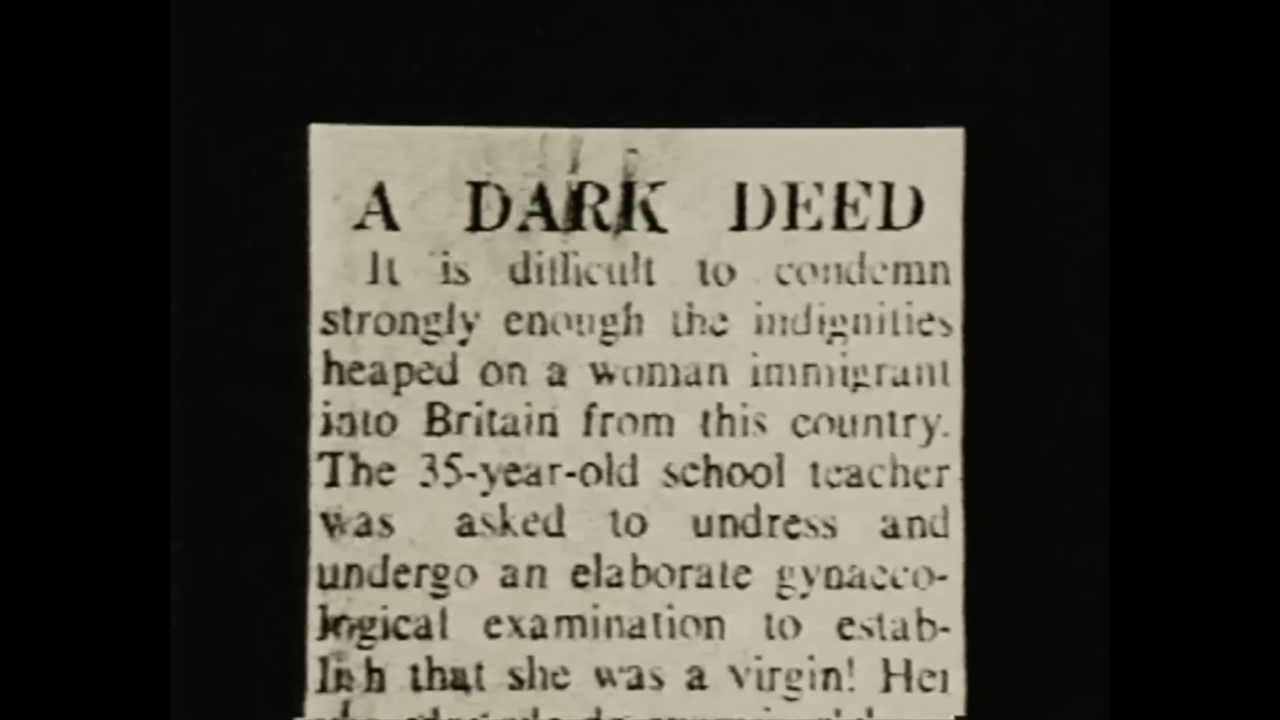 A DARK DEED
It is difficult to condemn
strongly enough the indignities
heaped on a woman immigrant
into Britain from this country.
The 35-year-old school teacher
was asked to undress and
undergo an elaborate gynaeco-
logical examination to estab-
lish that she was a virgin! Her